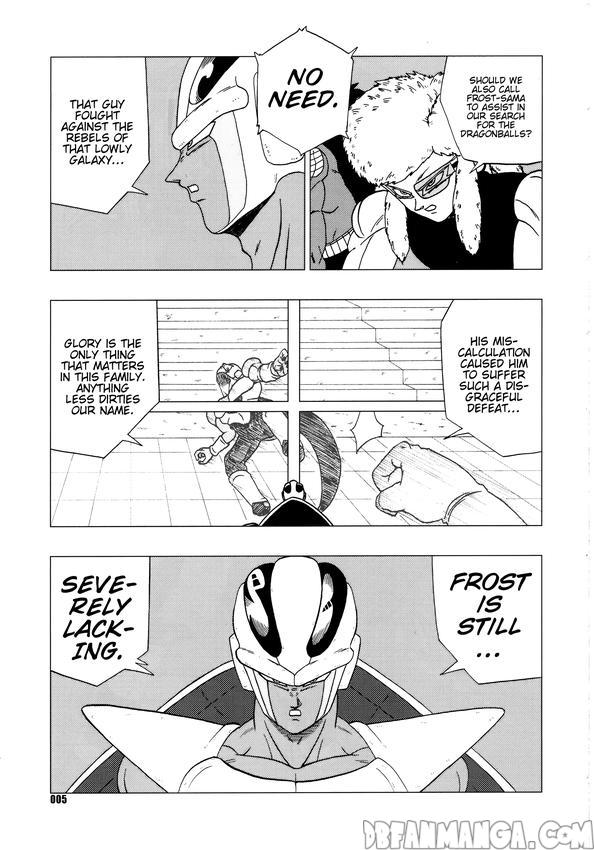 SHOULD WE
ALSO CALL
FROST-SAMA
TO ASSIST IN
OUR SEARCH
FOR THE
DRAGONBALLS?
NO
NEED.
THAT GUY
FOUGHT
AGAINST THE
REBELS OF
THAT LOWLY
GALAXY...
HIS MIS-
CALCULATION
CAUSED HIM
TO SUFFER
SUCH A DIS-
GRACEFUL
DEFEAT...
GLORY IS THE
ONLY THING
THAT MATTERS
IN THIS FAMILY.
ANYTHING
LESS DIRTIES
OUR NAME.
FROST
IS
STILL
...
SEVE-
RELY
LACK-
ING.
005
DBFANMANGA.COM